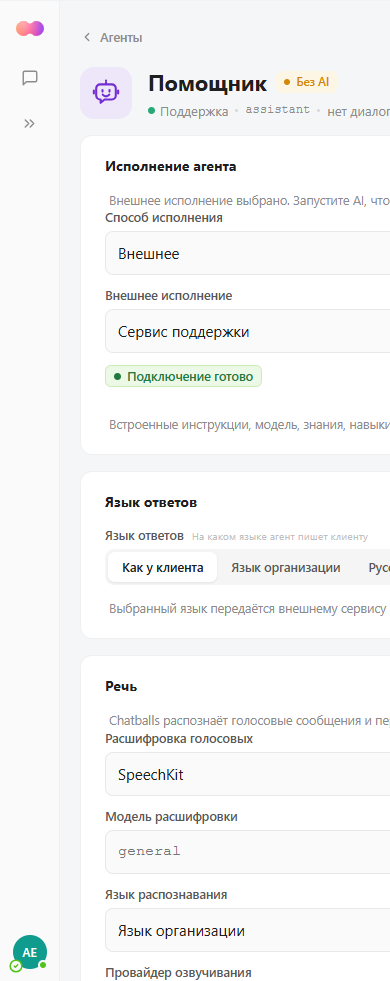 Агенты
Помощник
Без AI
Поддержка · assistant · нет диалог
Исполнение агента
Внешнее исполнение выбрано. Запустите AI, что
Способ исполнения
Внешнее
Внешнее исполнение
Сервис поддержки
Подключение готово
Встроенные инструкции, модель, знания, навыки
Язык ответов
Язык ответов На каком языке агент пишет клиенту
Как у клиента Язык организации Русс
Выбранный язык передаётся внешнему сервису
Речь
Chatballs распознаёт голосовые сообщения и пе
Расшифровка голосовых
SpeechKit
Модель расшифровки
general
Язык распознавания
Язык организации
AE
Провайдер озвучивания